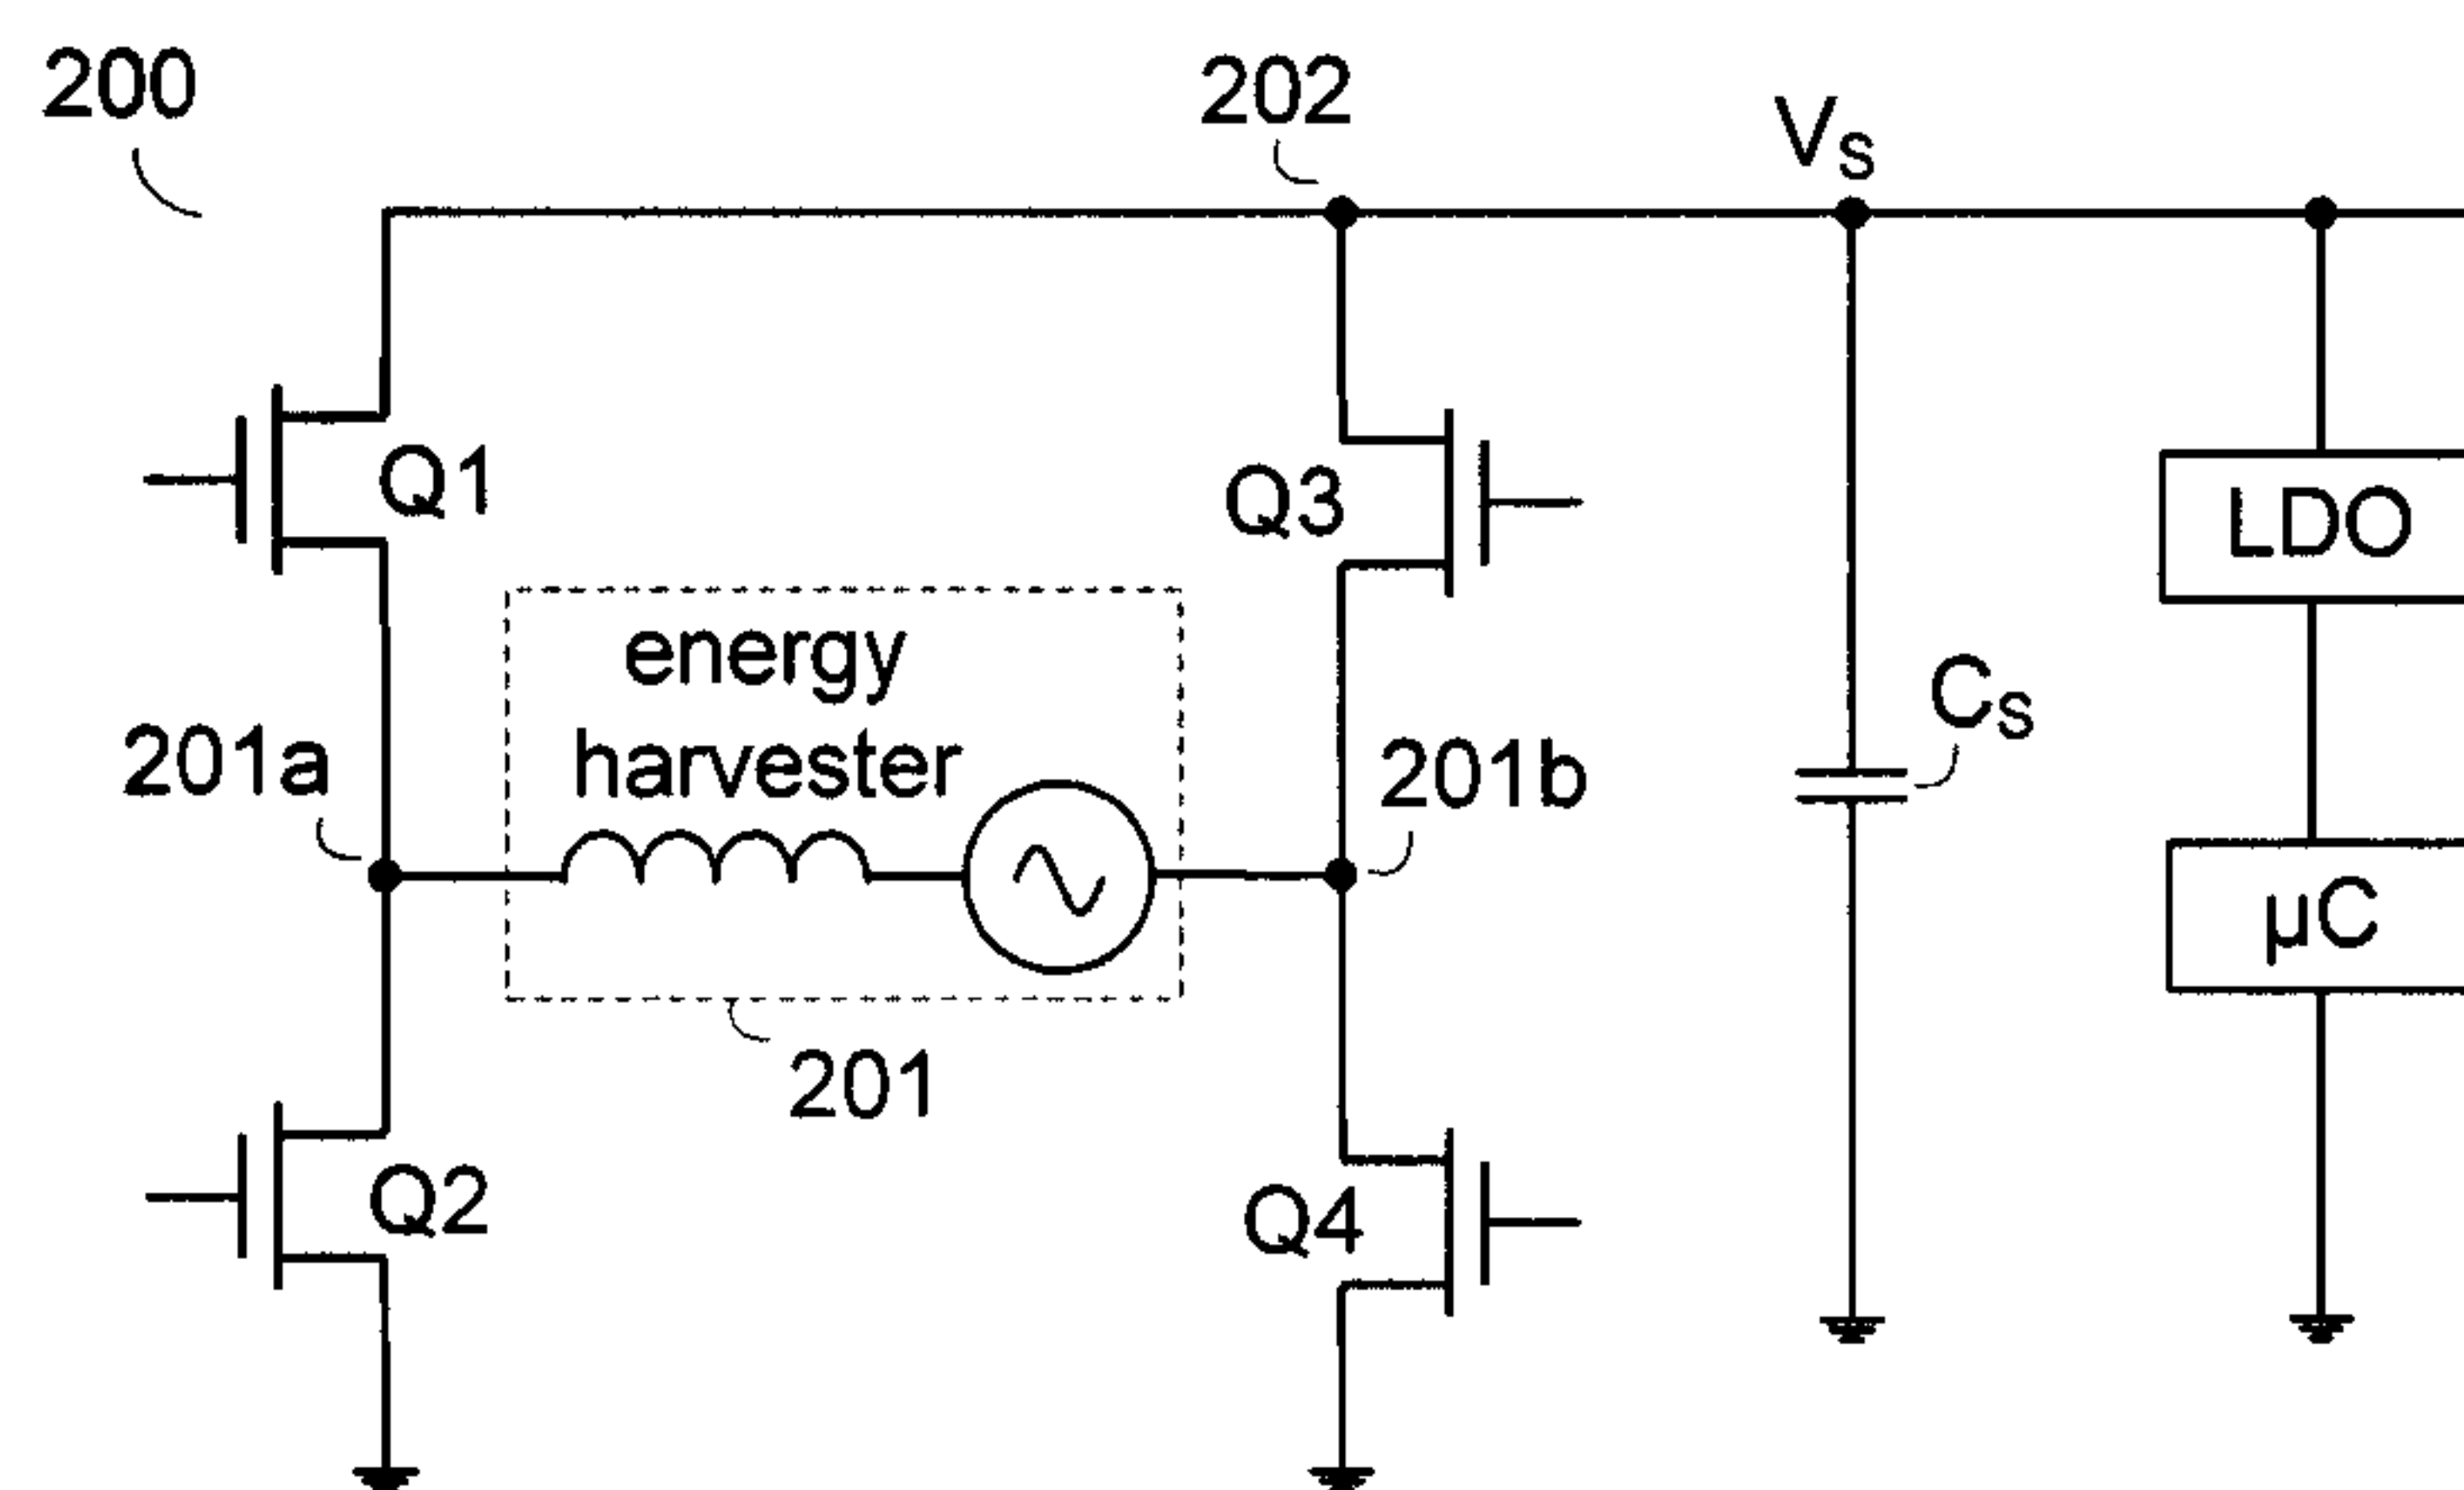 200
202
Vs
Q1
Q3
LDO
energy
harvester
Cs
201a
201b
µC
201
Q2
Q4